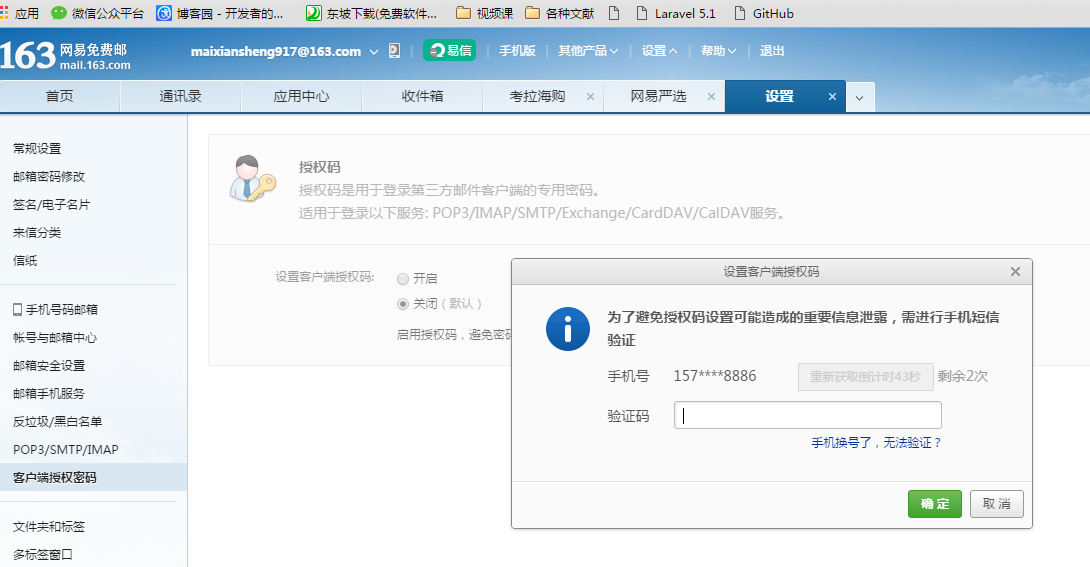 应用 微信公众平台 博客园 - 开发者的... 东坡下载(免费软件... 视频课 各种文献 Laravel 5.1 GitHub
163 网易免费邮 mail.163.com maixiansheng917@163.com 易信 手机版 其他产品 设置 帮助 退出
首页 通讯录 应用中心 收件箱 考拉海购 × 网易严选 × 设置 ×
常规设置
邮箱密码修改
签名/电子名片
来信分类
信纸
手机号码邮箱
帐号与邮箱中心
邮箱安全设置
邮箱手机服务
反垃圾/黑白名单
POP3/SMTP/IMAP
客户端授权密码
文件夹和标签
多标签窗口
授权码
授权码是用于登录第三方邮件客户端的专用密码。
适用于登录以下服务: POP3/IMAP/SMTP/Exchange/CardDAV/CalDAV服务。
设置客户端授权码: 开启
关闭（默认）
启用授权码，避免密码
设置客户端授权码 ×
为了避免授权码设置可能造成的重要信息泄露，需进行手机短信
验证
手机号 157****8886 重新获取倒计时43秒 剩余2次
验证码
手机换号了，无法验证？
确 定 取 消